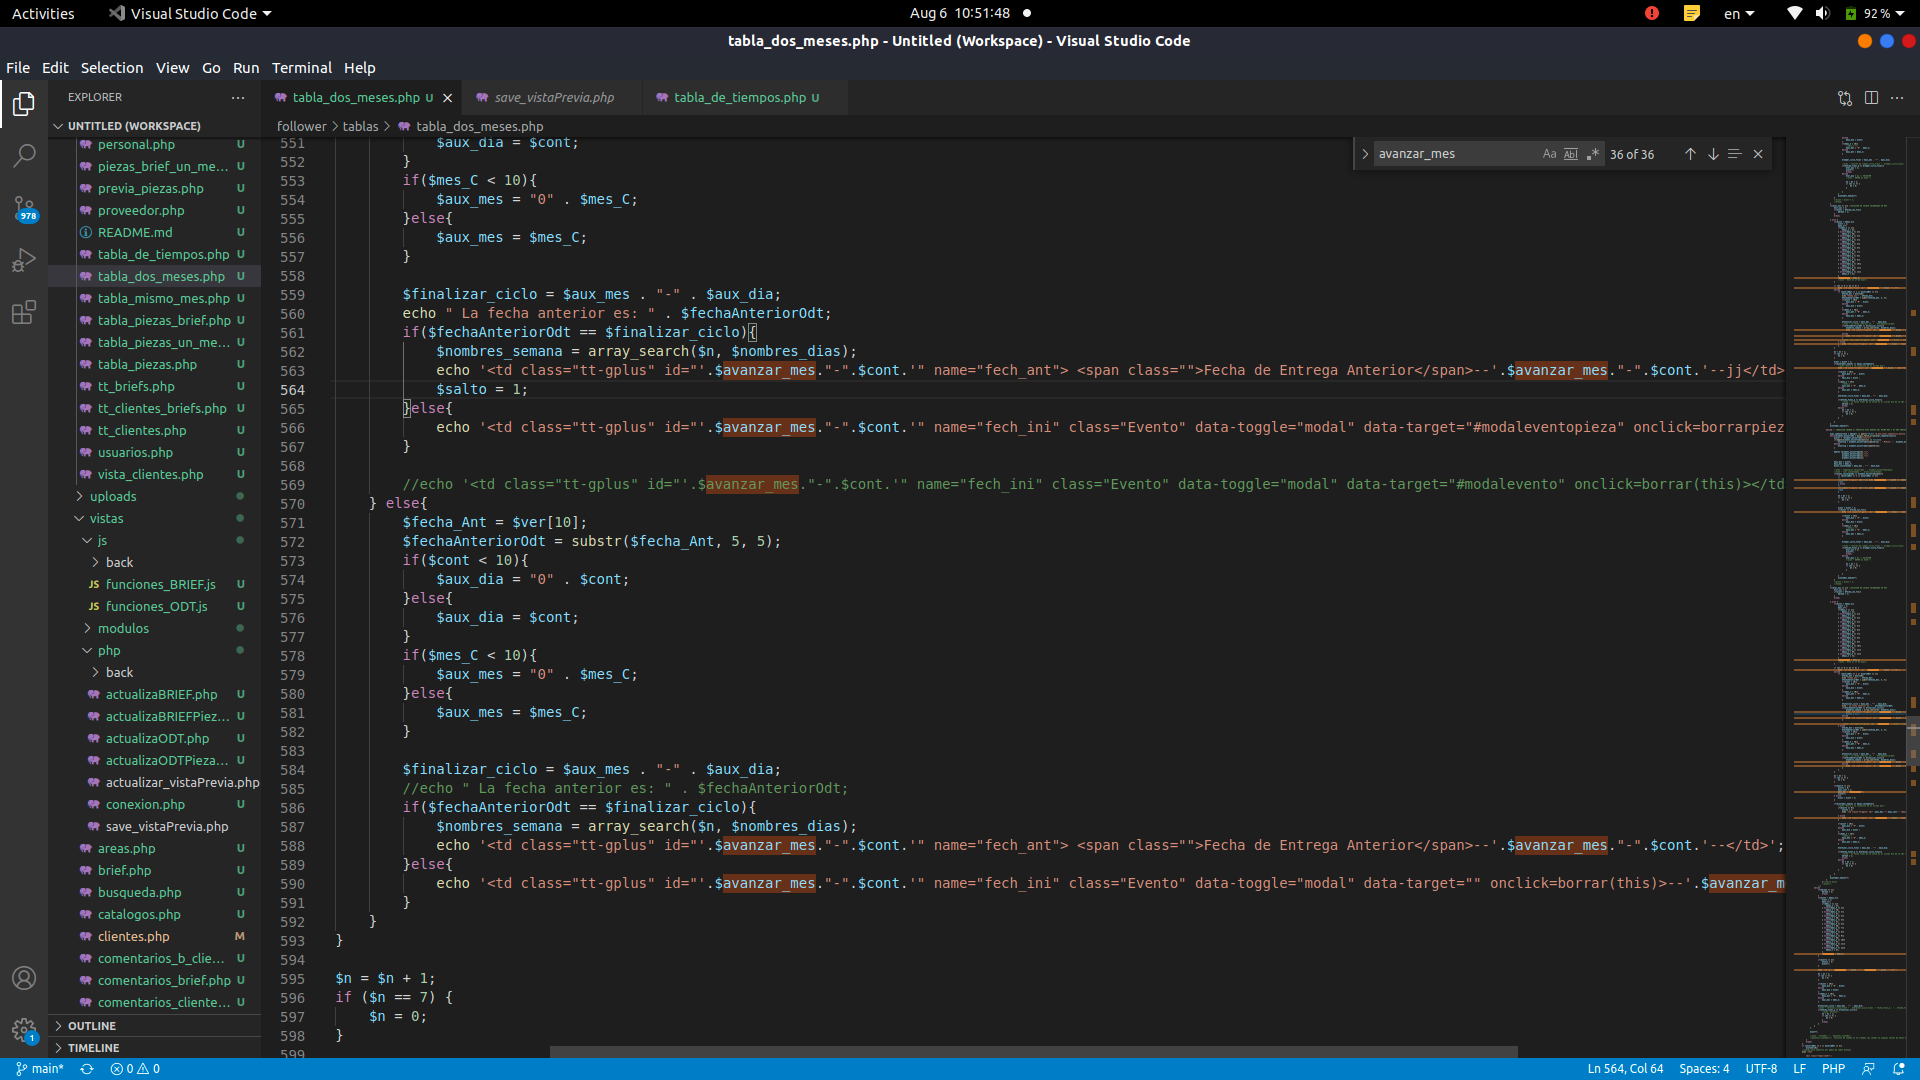 Activities
Visual Studio Code
Aug 6 10:51:48
en
92 %
tabla_dos_meses.php - Untitled (Workspace) - Visual Studio Code
File Edit Selection View Go Run Terminal Help
EXPLORER
UNTITLED (WORKSPACE)
personal.php U
piezas_brief_un_me... U
previa_piezas.php U
proveedor.php U
README.md U
tabla_de_tiempos.php U
tabla_dos_meses.php U
tabla_mismo_mes.php U
tabla_piezas_brief.php U
tabla_piezas_un_me... U
tabla_piezas.php U
tt_briefs.php U
tt_clientes_briefs.php U
tt_clientes.php U
usuarios.php U
vista_clientes.php U
uploads
vistas
js
back
JS funciones_BRIEF.js U
JS funciones_ODT.js U
modulos
php
back
actualizaBRIEF.php U
actualizaBRIEFPiez... U
actualizaODT.php U
actualizaODTPieza... U
actualizar_vistaPrevia.php
conexion.php U
save_vistaPrevia.php
areas.php U
brief.php U
busqueda.php U
catalogos.php U
clientes.php M
comentarios_b_clie... U
comentarios_brief.php U
comentarios_cliente... U
OUTLINE
TIMELINE
978
1
tabla_dos_meses.php U
save_vistaPrevia.php
tabla_de_tiempos.php U
follower > tablas > tabla_dos_meses.php
avanzar_mes
Aa Abl .*
36 of 36
551 $aux_dia = $cont;
552 }
553 if($mes_C < 10){
554 $aux_mes = "0" . $mes_C;
555 }else{
556 $aux_mes = $mes_C;
557 }
558
559 $finalizar_ciclo = $aux_mes . "-" . $aux_dia;
560 echo " La fecha anterior es: " . $fechaAnteriorOdt;
561 if($fechaAnteriorOdt == $finalizar_ciclo){
562 $nombres_semana = array_search($n, $nombres_dias);
563 echo '<td class="tt-gplus" id="'.$avanzar_mes."-".$cont.'" name="fech_ant"> <span class="">Fecha de Entrega Anterior</span>--'.$avanzar_mes."-".$cont.'--jj</td>
564 $salto = 1;
565 }else{
566 echo '<td class="tt-gplus" id="'.$avanzar_mes."-".$cont.'" name="fech_ini" class="Evento" data-toggle="modal" data-target="#modaleventopieza" onclick=borrarpiez
567 }
568
569 //echo '<td class="tt-gplus" id="'.$avanzar_mes."-".$cont.'" name="fech_ini" class="Evento" data-toggle="modal" data-target="#modalevento" onclick=borrar(this)></td
570 } else{
571 $fecha_Ant = $ver[10];
572 $fechaAnteriorOdt = substr($fecha_Ant, 5, 5);
573 if($cont < 10){
574 $aux_dia = "0" . $cont;
575 }else{
576 $aux_dia = $cont;
577 }
578 if($mes_C < 10){
579 $aux_mes = "0" . $mes_C;
580 }else{
581 $aux_mes = $mes_C;
582 }
583
584 $finalizar_ciclo = $aux_mes . "-" . $aux_dia;
585 //echo " La fecha anterior es: " . $fechaAnteriorOdt;
586 if($fechaAnteriorOdt == $finalizar_ciclo){
587 $nombres_semana = array_search($n, $nombres_dias);
588 echo '<td class="tt-gplus" id="'.$avanzar_mes."-".$cont.'" name="fech_ant"> <span class="">Fecha de Entrega Anterior</span>--'.$avanzar_mes."-".$cont.'--</td>';
589 }else{
590 echo '<td class="tt-gplus" id="'.$avanzar_mes."-".$cont.'" name="fech_ini" class="Evento" data-toggle="modal" data-target="" onclick=borrar(this)>--'.$avanzar_m
591 }
592 }
593 }
594
595 $n = $n + 1;
596 if ($n == 7) {
597 $n = 0;
598 }
599
main* 0 0
Ln 564, Col 64 Spaces: 4 UTF-8 LF PHP